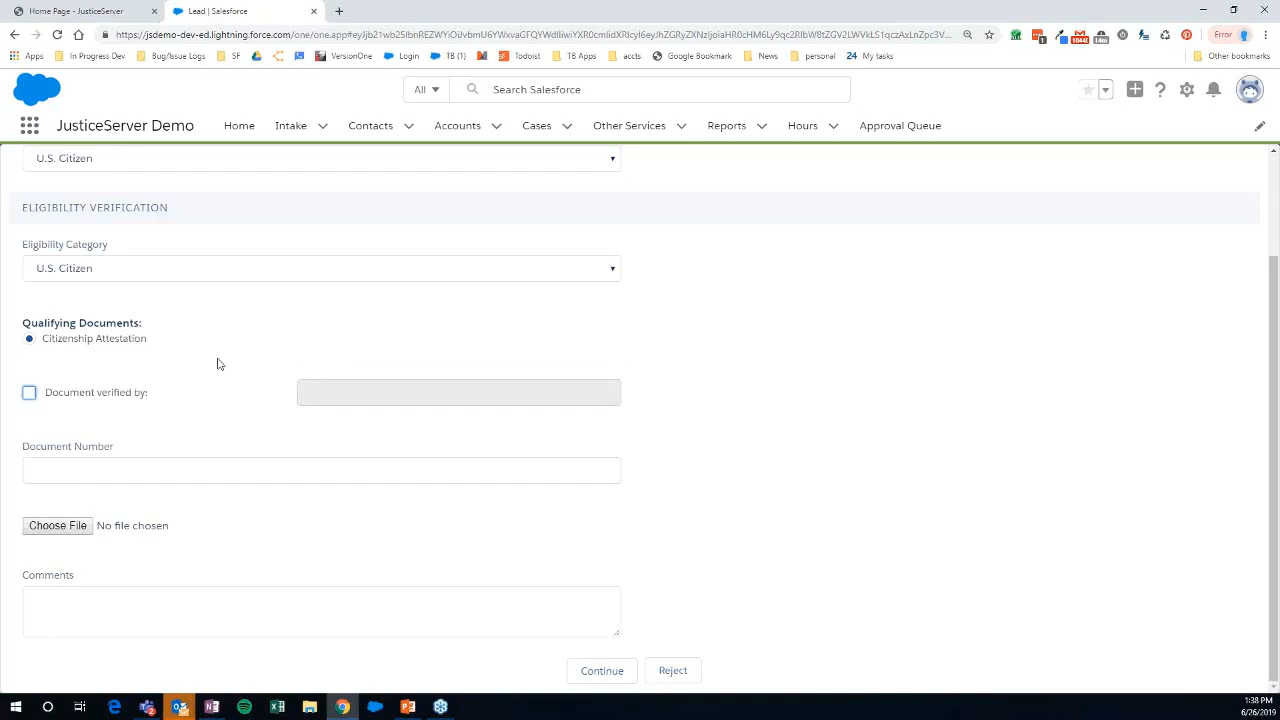 Home Page - JusticeServer
Lead | Salesforce
Apps
In Progress Dev
Bug/Issue Logs
SF
VersionOne
Login
TB (1)
Todoist
TB Apps
accts
Google Bookmark
News
personal
24 My tasks
Other bookmarks
Error
All
Search Salesforce
JusticeServer Demo
Home
Intake
Contacts
Accounts
Cases
Other Services
Reports
Hours
Approval Queue
U.S. Citizen
ELIGIBILITY VERIFICATION
Eligibility Category
U.S. Citizen
Qualifying Documents:
Citizenship Attestation
Document verified by:
Document Number
Choose File No file chosen
Comments
Continue
Reject
1:38 PM
6/26/2019